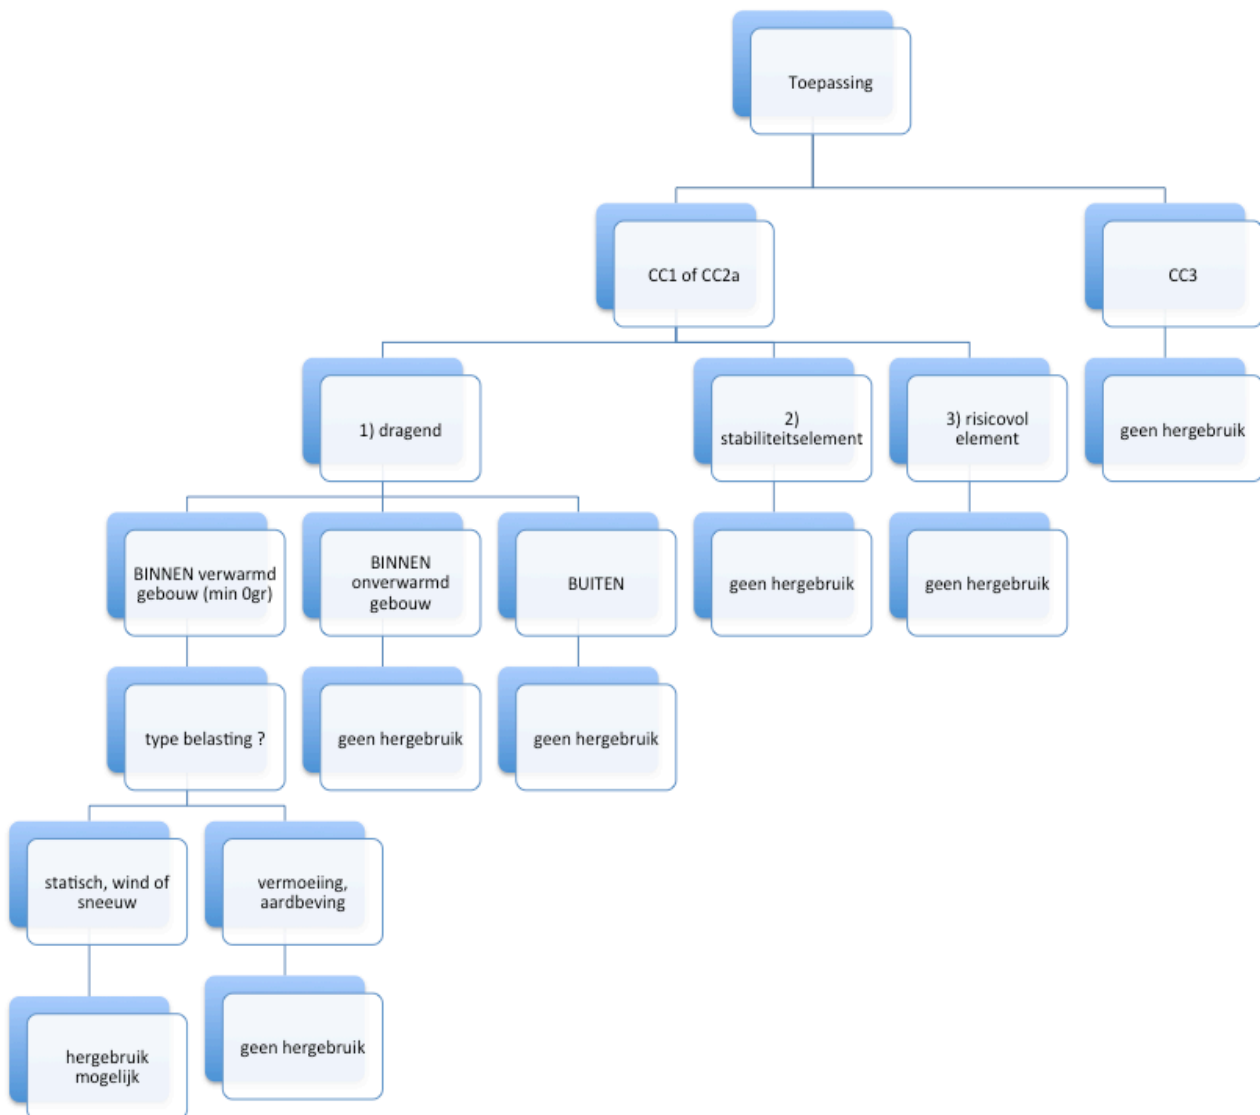 Toepassing
CC1 of CC2a
CC3
1) dragend
2)
stabiliteitselement
3) risicovol
element
geen hergebruik
BINNEN verwarmd
gebouw (min 0gr)
BINNEN
onverwarmd
gebouw
BUITEN
geen hergebruik
geen hergebruik
type belasting ?
geen hergebruik
geen hergebruik
statisch, wind of
sneeuw
vermoeiing,
aardbeving
hergebruik
mogelijk
geen hergebruik